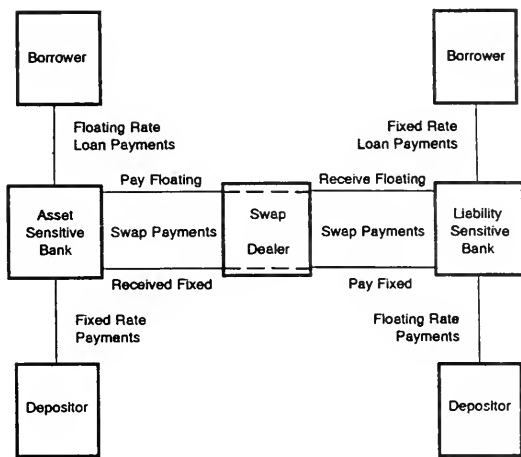 Borrower
Borrower
Floating Rate
Loan Payments
Fixed Rate
Loan Payments
Pay Floating
Receive Floating
Asset
Sensitive
Bank
Swap Payments
Swap
Dealer
Swap Payments
Liability
Sensitive
Bank
Received Fixed
Pay Fixed
Fixed Rate
Payments
Floating Rate
Payments
Depositor
Depositor